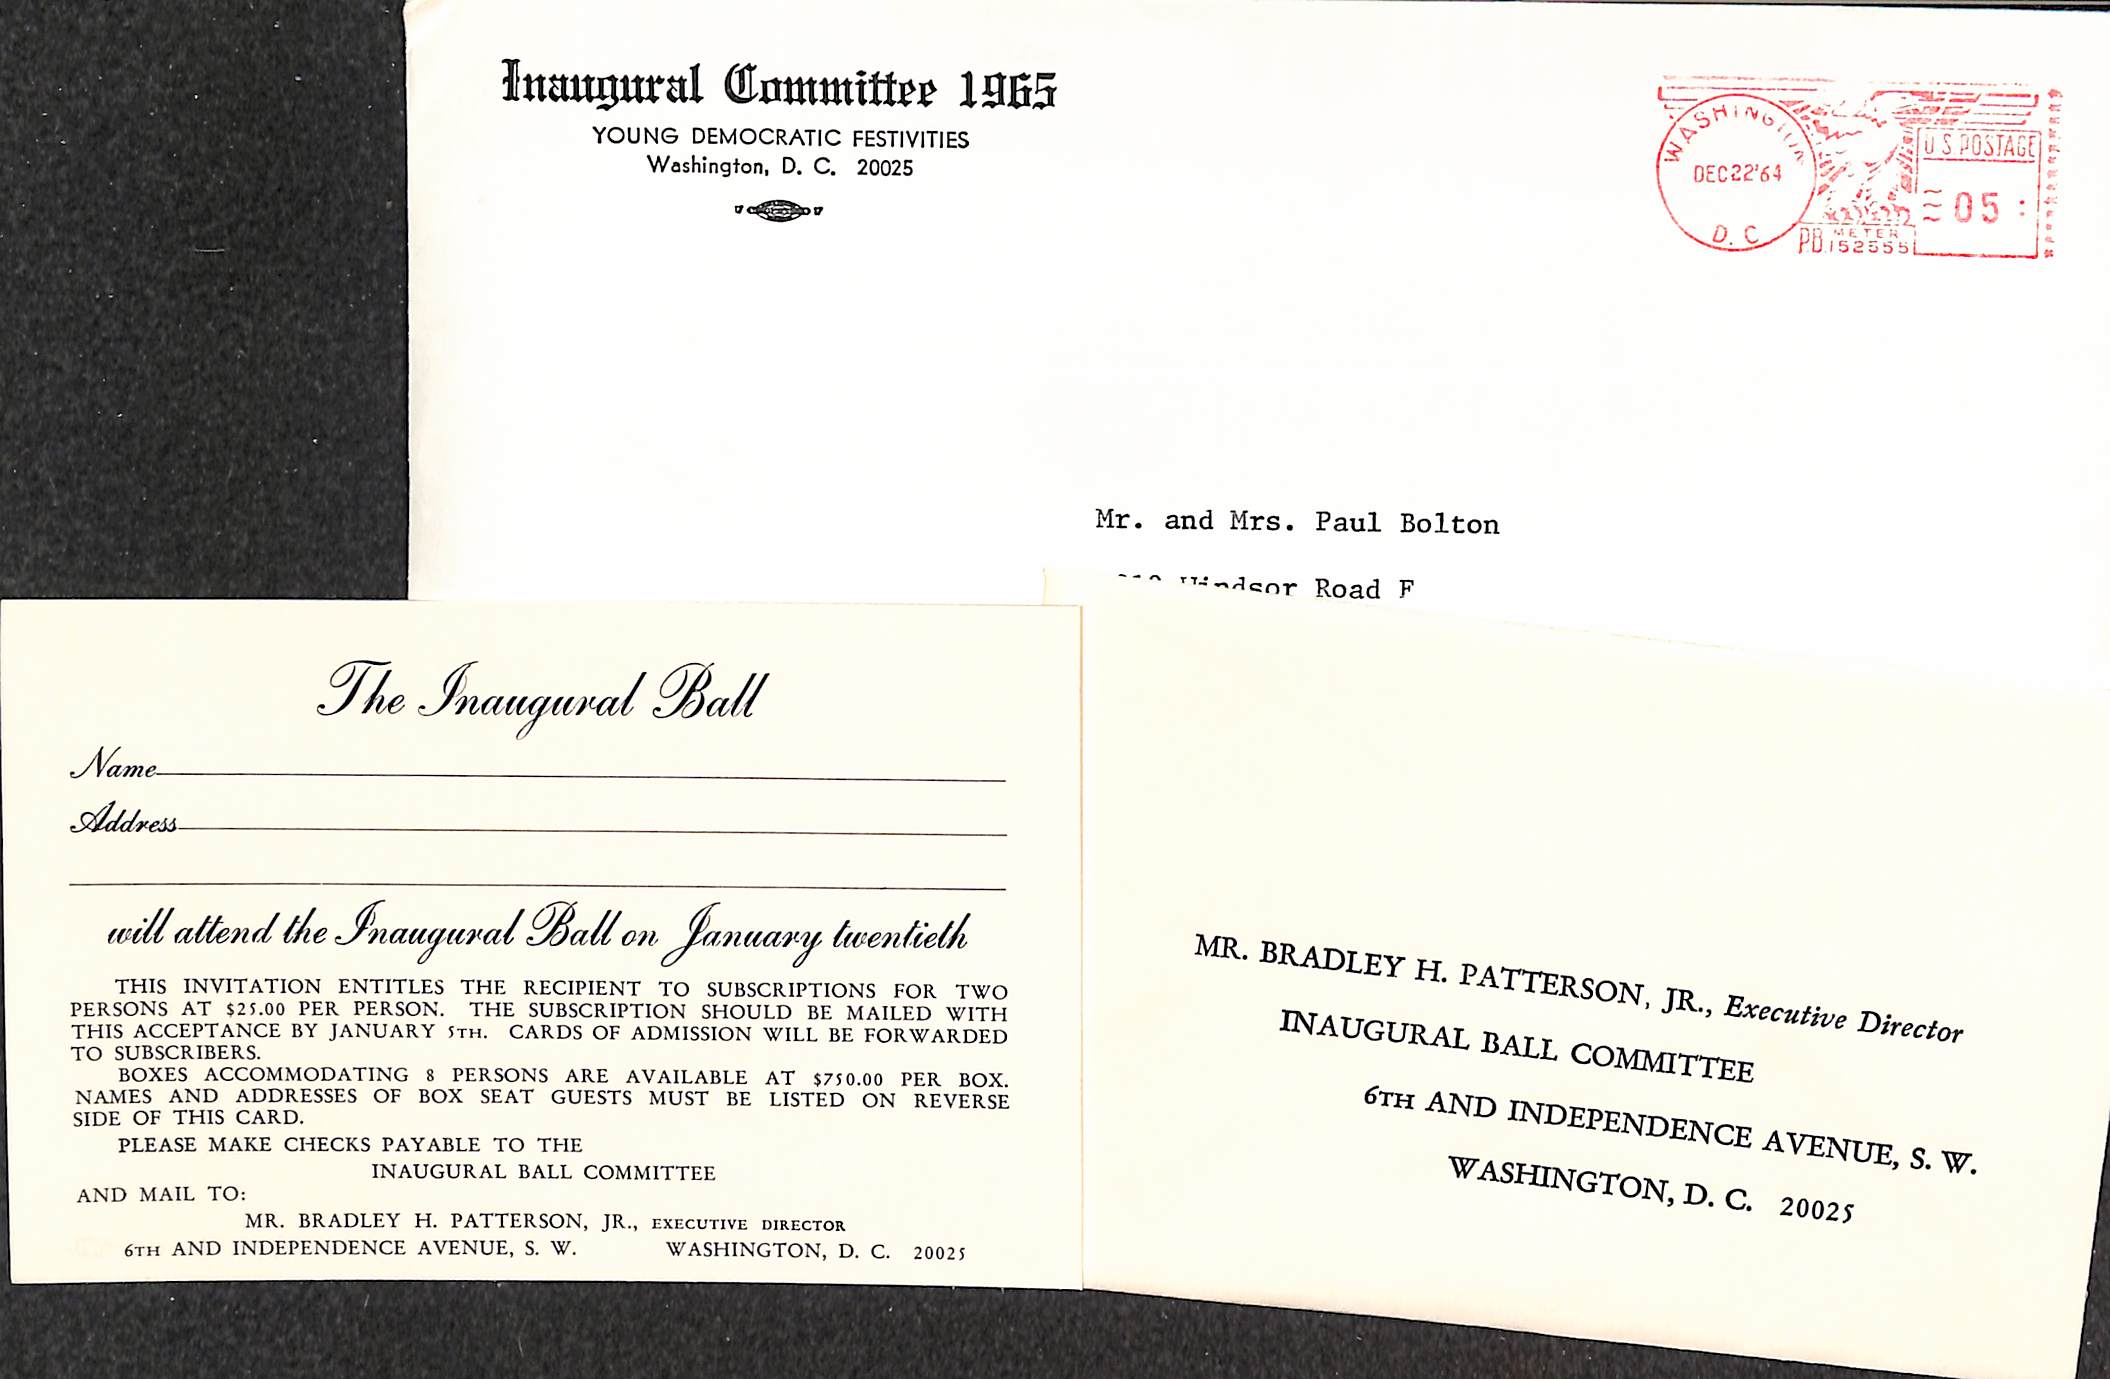 Inaugural Committee 1965
YOUNG DEMOCRATIC FESTIVITIES
Washington, D. C. 20025
WASHINGTON
DEC 22 '64
D. C.
U.S. POSTAGE
05
P.B. METER
152555
Mr. and Mrs. Paul Bolton
Windsor Road F
The Inaugural Ball
Name
Address
will attend the Inaugural Ball on January twentieth
THIS INVITATION ENTITLES THE RECIPIENT TO SUBSCRIPTIONS FOR TWO
PERSONS AT $25.00 PER PERSON. THE SUBSCRIPTION SHOULD BE MAILED WITH
THIS ACCEPTANCE BY JANUARY 5TH. CARDS OF ADMISSION WILL BE FORWARDED
TO SUBSCRIBERS.
BOXES ACCOMMODATING 8 PERSONS ARE AVAILABLE AT $750.00 PER BOX.
NAMES AND ADDRESSES OF BOX SEAT GUESTS MUST BE LISTED ON REVERSE
SIDE OF THIS CARD.
PLEASE MAKE CHECKS PAYABLE TO THE
INAUGURAL BALL COMMITTEE
AND MAIL TO:
MR. BRADLEY H. PATTERSON, JR., EXECUTIVE DIRECTOR
6TH AND INDEPENDENCE AVENUE, S. W. WASHINGTON, D. C. 20025
MR. BRADLEY H. PATTERSON, JR., Executive Director
INAUGURAL BALL COMMITTEE
6TH AND INDEPENDENCE AVENUE, S. W.
WASHINGTON, D. C. 20025